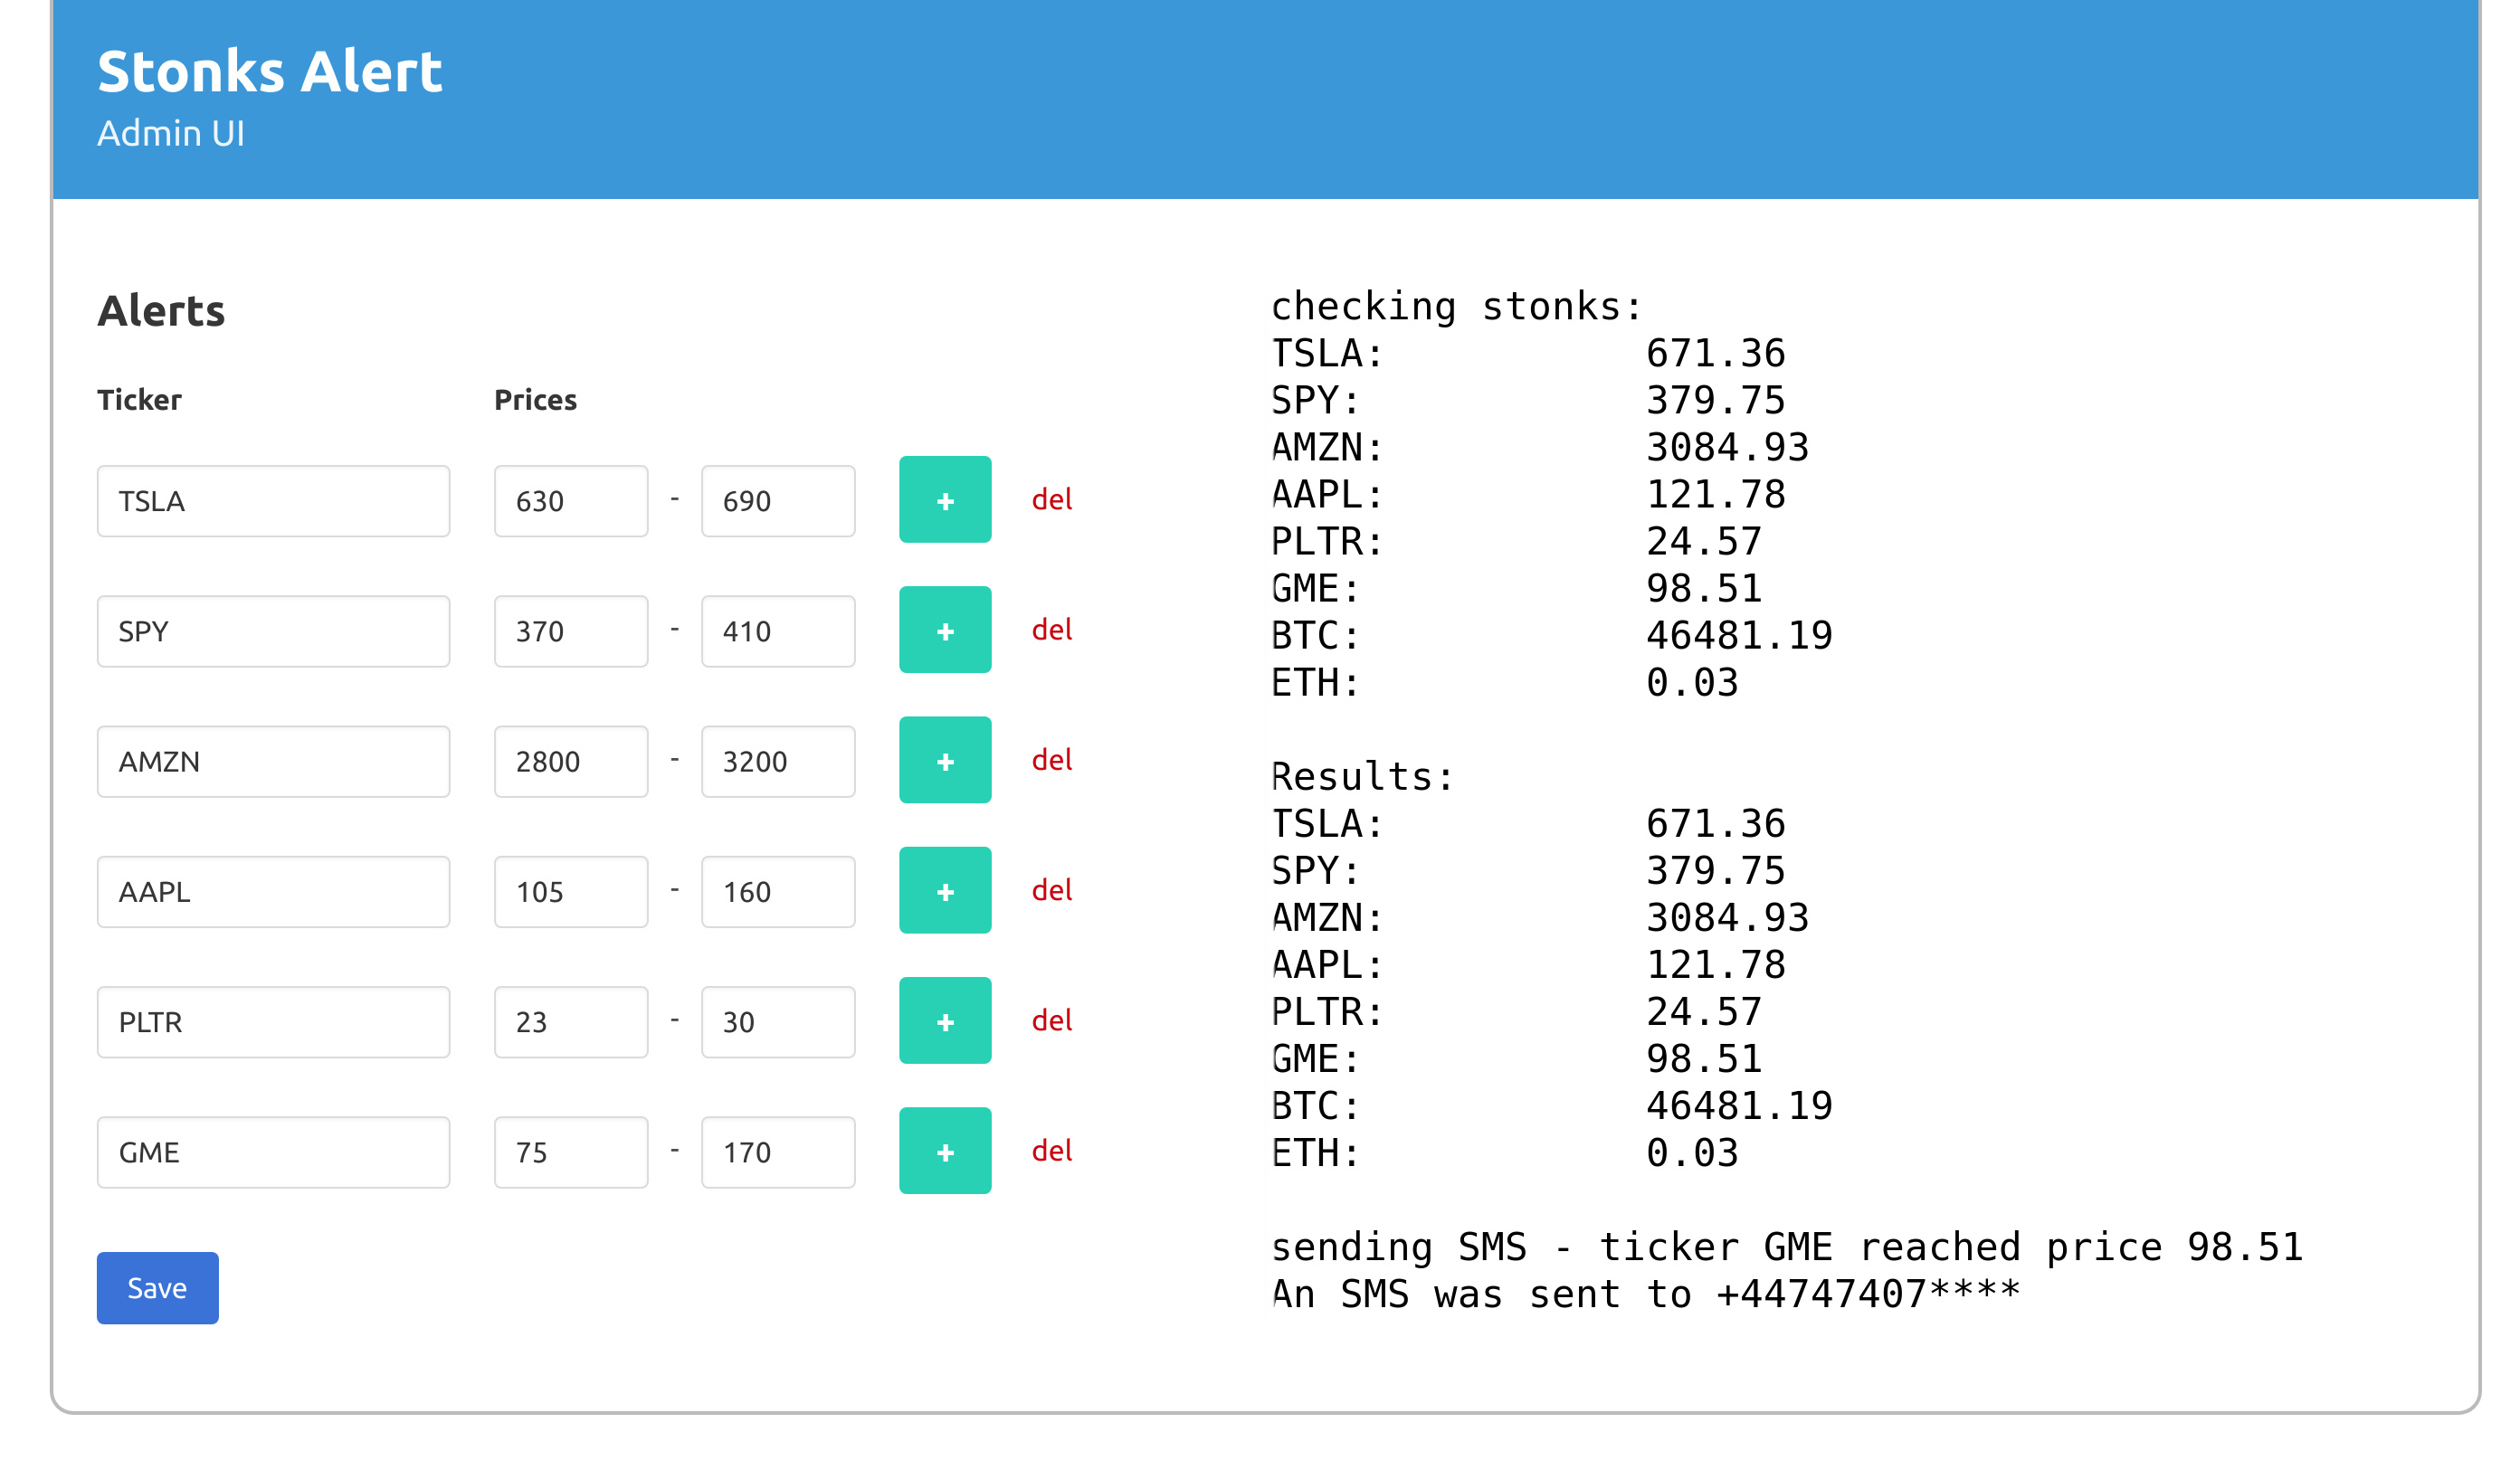 Stonks Alert
Admin UI
Alerts
Ticker Prices
TSLA 630 - 690 + del
SPY 370 - 410 + del
AMZN 2800 - 3200 + del
AAPL 105 - 160 + del
PLTR 23 - 30 + del
GME 75 - 170 + del
Save
checking stonks:
TSLA: 671.36
SPY: 379.75
AMZN: 3084.93
AAPL: 121.78
PLTR: 24.57
GME: 98.51
BTC: 46481.19
ETH: 0.03
Results:
TSLA: 671.36
SPY: 379.75
AMZN: 3084.93
AAPL: 121.78
PLTR: 24.57
GME: 98.51
BTC: 46481.19
ETH: 0.03
sending SMS - ticker GME reached price 98.51
An SMS was sent to +44747407****